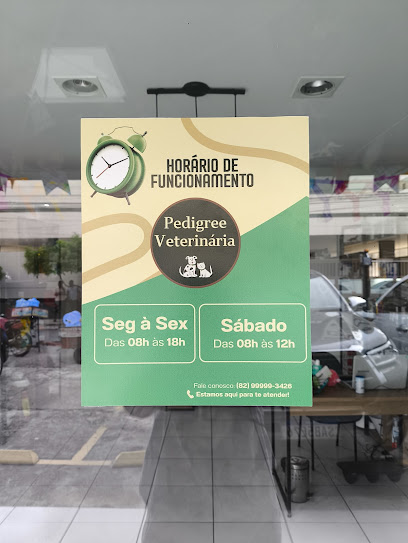 HORÁRIO DE
FUNCIONAMENTO
Pedigree
Veterinária
Seg à Sex
Das 08h às 18h
Sábado
Das 08h às 12h
Fale conosco: (82) 99999-3426
Estamos aqui para te atender!